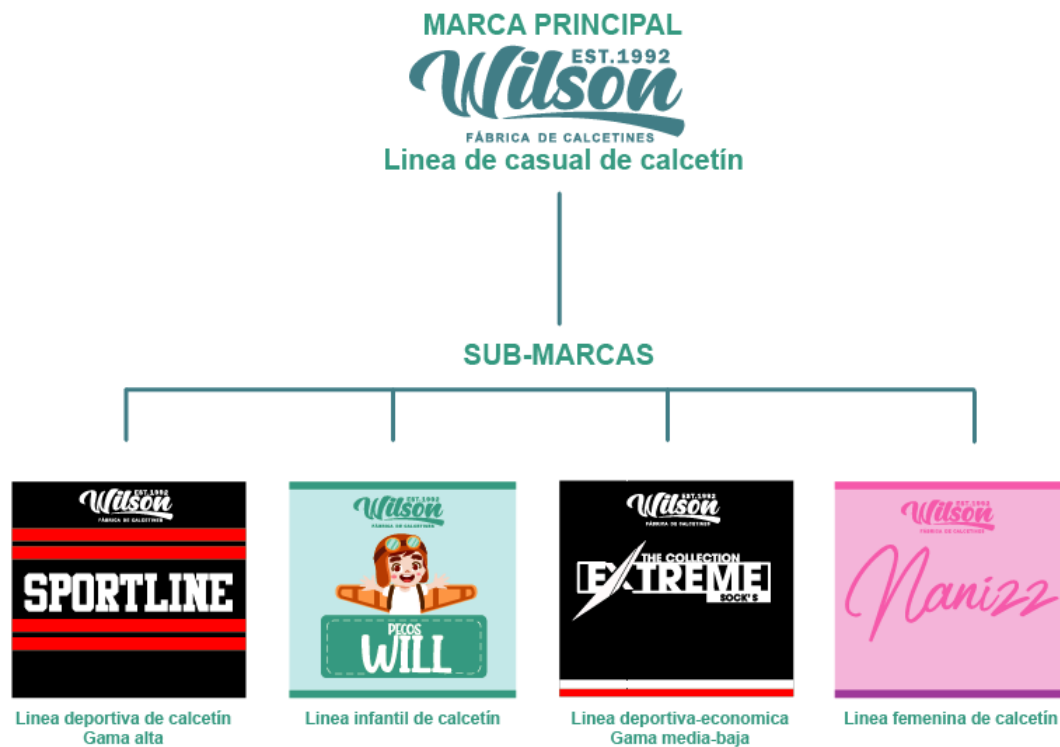 MARCA PRINCIPAL
EST.1992
Wilson
FÁBRICA DE CALCETINES
Linea de casual de calcetín
SUB-MARCAS
EST.1992
Wilson
FÁBRICA DE CALCETINES
SPORTLINE
Linea deportiva de calcetín
Gama alta
EST.1992
Wilson
FÁBRICA DE CALCETINES
PECOS
WILL
Linea infantil de calcetín
EST.1992
Wilson
FÁBRICA DE CALCETINES
THE COLLECTION
EXTREME
SOCK'S
Linea deportiva-economica
Gama media-baja
EST.1992
Wilson
FÁBRICA DE CALCETINES
Nanizz
Linea femenina de calcetín